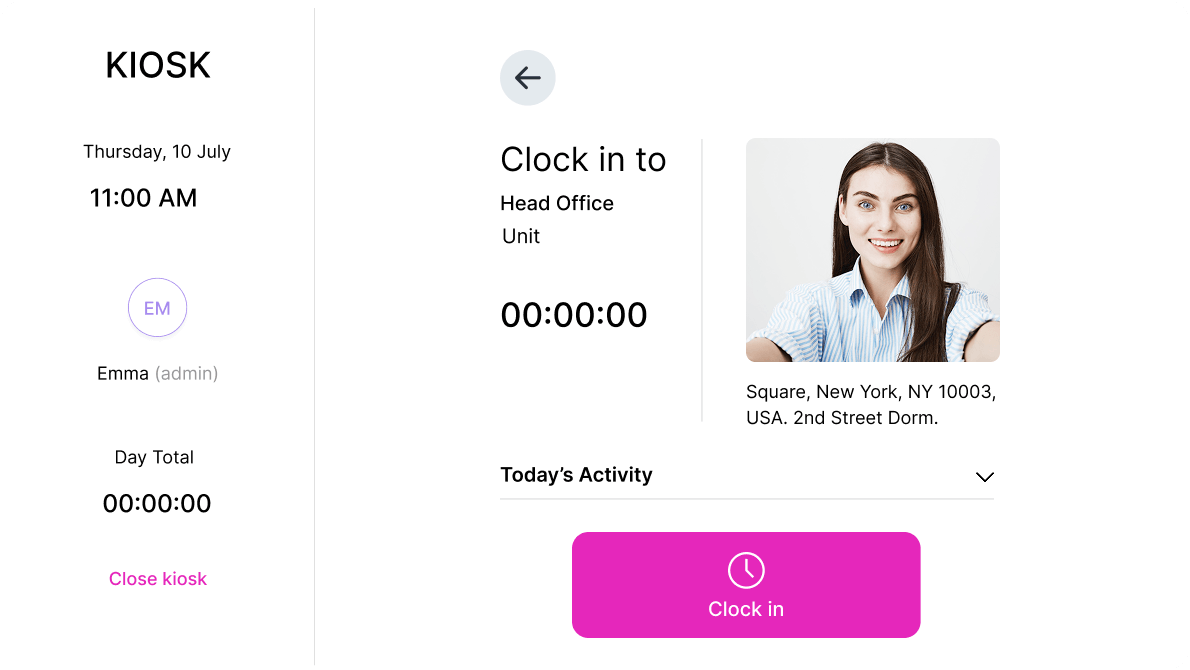 KIOSK
Thursday, 10 July
11:00 AM
EM
Emma (admin)
Day Total
00:00:00
Close kiosk
Clock in to
Head Office
Unit
00:00:00
Square, New York, NY 10003,
USA. 2nd Street Dorm.
Today’s Activity
Clock in